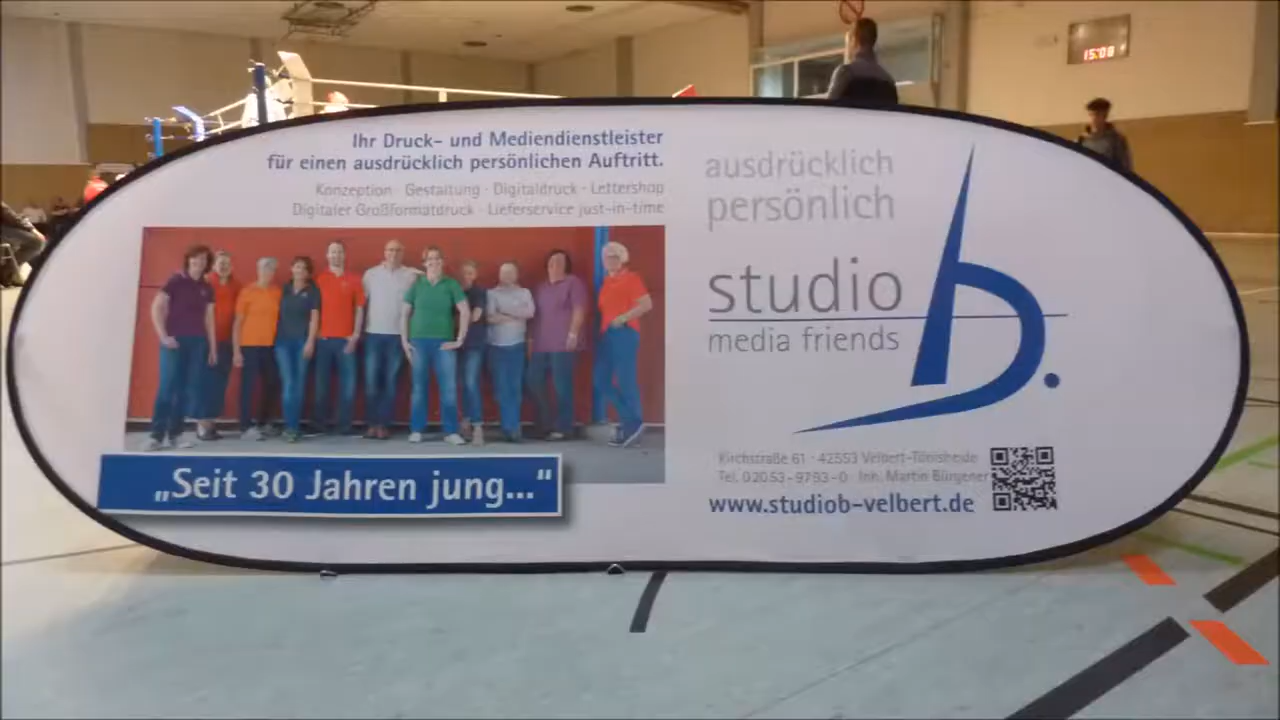 15:08
Ihr Druck- und Mediendienstleister
für einen ausdrücklich persönlichen Auftritt.
Konzeption · Gestaltung · Digitaldruck · Lettershop
Digitaler Großformatdruck · Lieferservice just-in-time
„Seit 30 Jahren jung..."
ausdrücklich
persönlich
studio b.
media friends
Kirchstraße 61 · 42553 Velbert-Tönisheide
Tel. 02053-9793-0 · Inh. Martin Bürgener
www.studiob-velbert.de